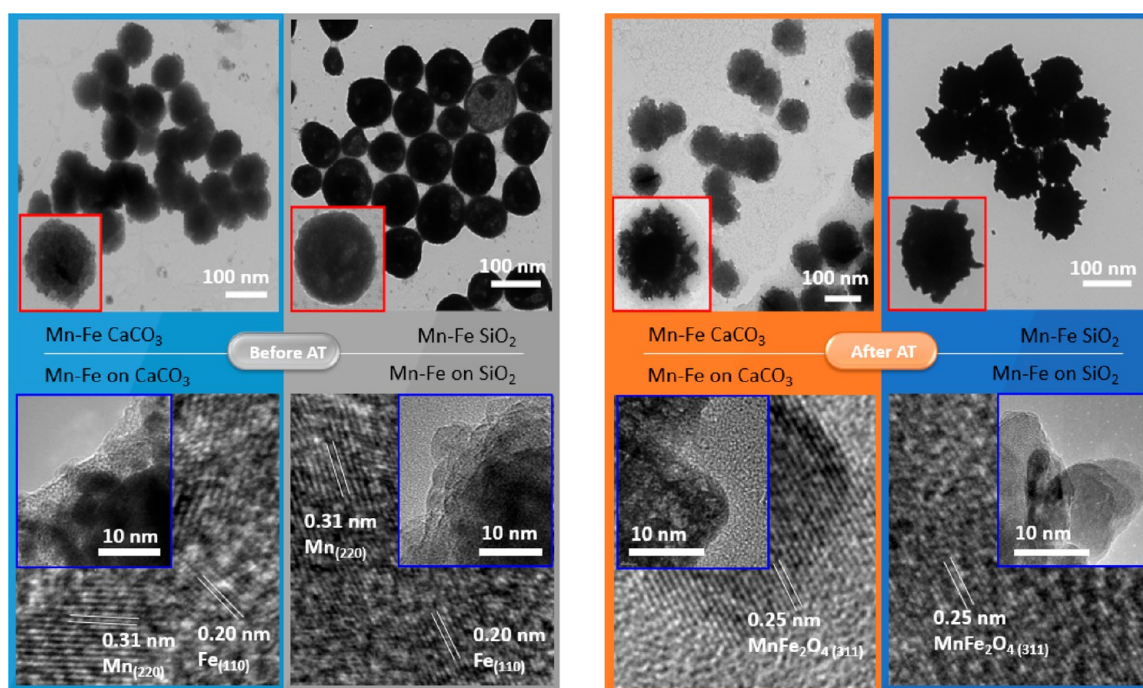 100 nm
100 nm
Mn-Fe CaCO₃
Mn-Fe SiO₂
Before AT
Mn-Fe on CaCO₃
Mn-Fe on SiO₂
10 nm
0.31 nm
Mn(220)
10 nm
0.31 nm
Mn(220)
0.20 nm
Fe(110)
0.20 nm
Fe(110)
100 nm
100 nm
Mn-Fe CaCO₃
Mn-Fe SiO₂
After AT
Mn-Fe on CaCO₃
Mn-Fe on SiO₂
10 nm
10 nm
0.25 nm
MnFe₂O₄ (311)
0.25 nm
MnFe₂O₄ (311)